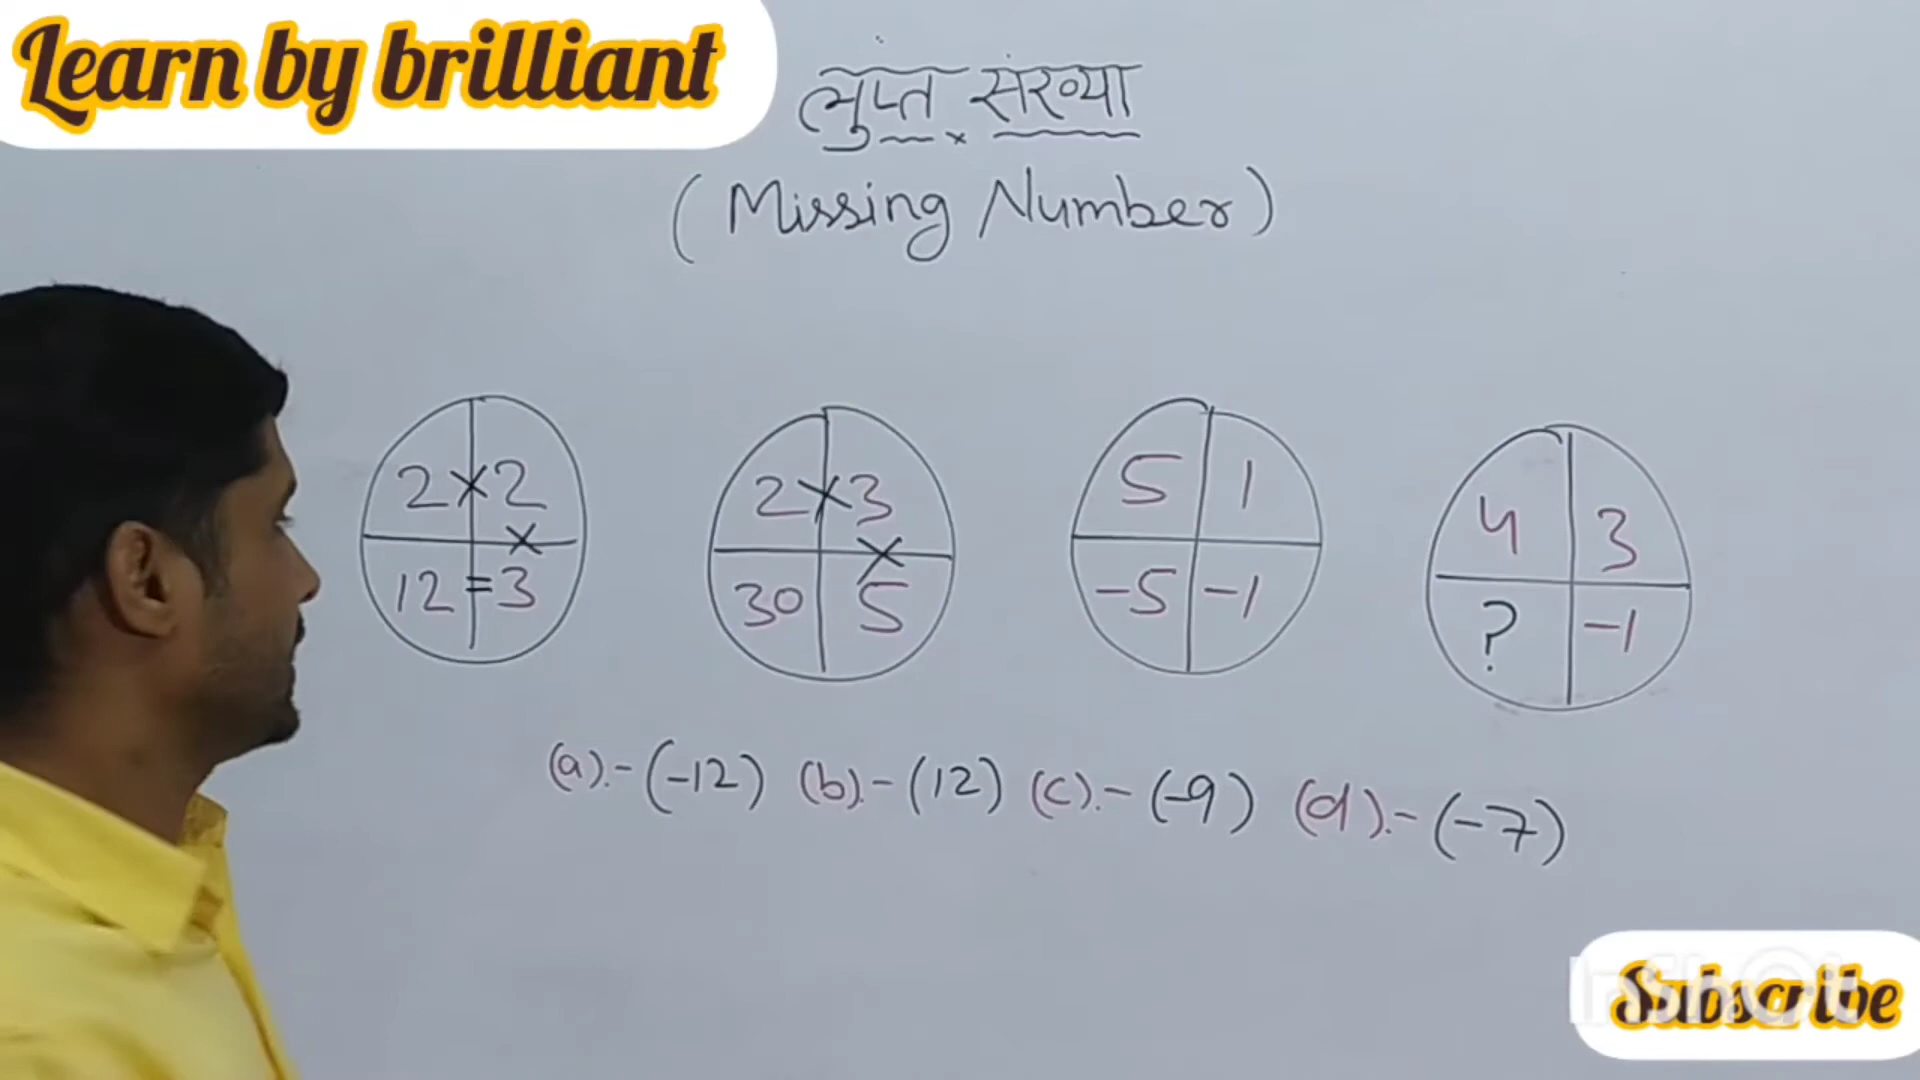 Learn by brilliant
लुप्त संख्या
(Missing Number)
2 × 2
×
12 = 3
2 × 3
×
30 5
5 1
-5 -1
4 3
? -1
(a).- (-12) (b).- (12) (c).- (-9) (d).- (-7)
Subscribe